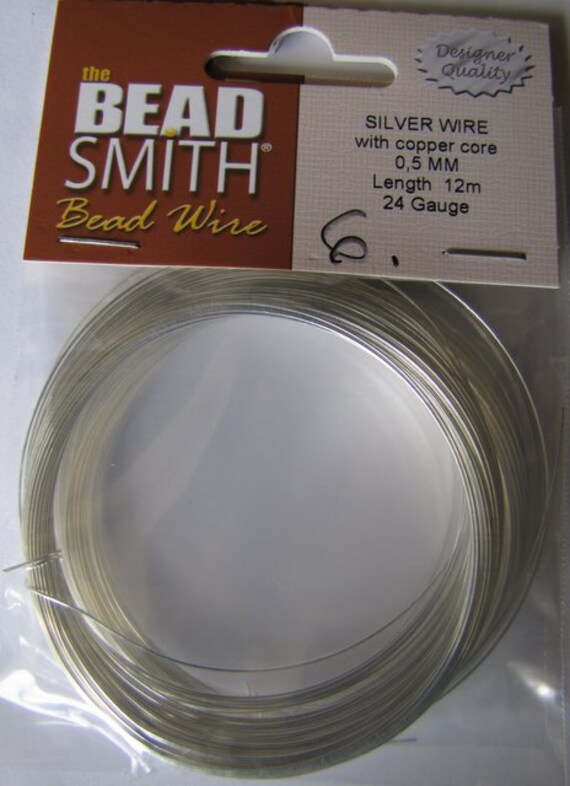 the
BEAD
SMITH®
Bead Wire
Designer
Quality
SILVER WIRE
with copper core
0,5 MM
Length 12m
24 Gauge
6.